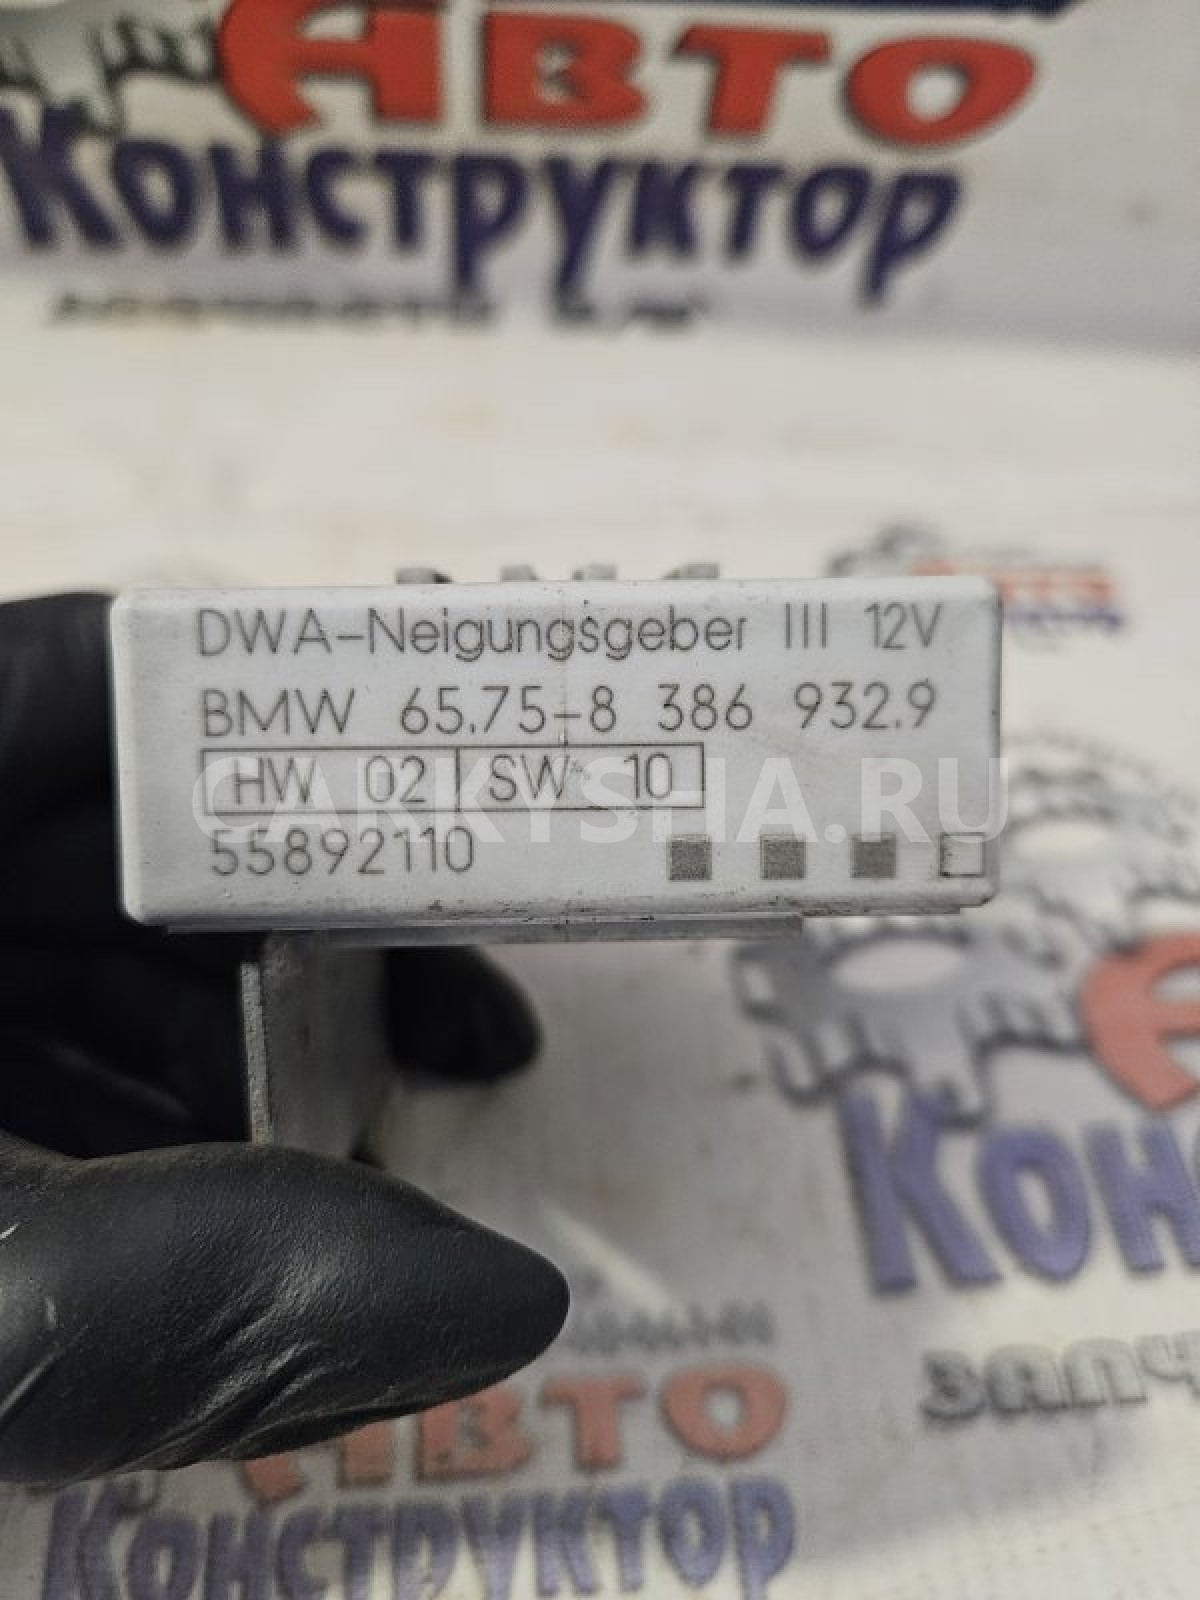 АВТО
Конструктор
DWA-Neigungsgeber III 12V
BMW 65.75-8 386 932.9
HW 02 SW 10
CARKYSHA.RU
55892110
АВТО
Конструктор